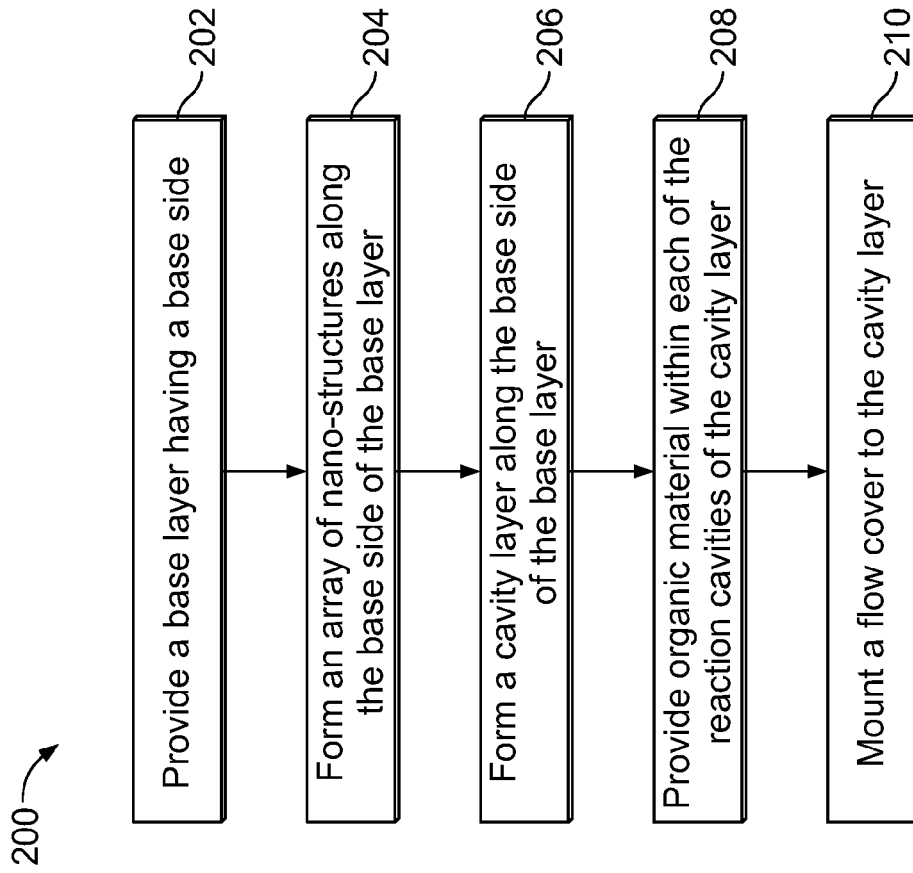 200
Provide a base layer having a base side
202
Form an array of nano-structures along
the base side of the base layer
204
Form a cavity layer along the base side
of the base layer
206
Provide organic material within each of the
reaction cavities of the cavity layer
208
Mount a flow cover to the cavity layer
210